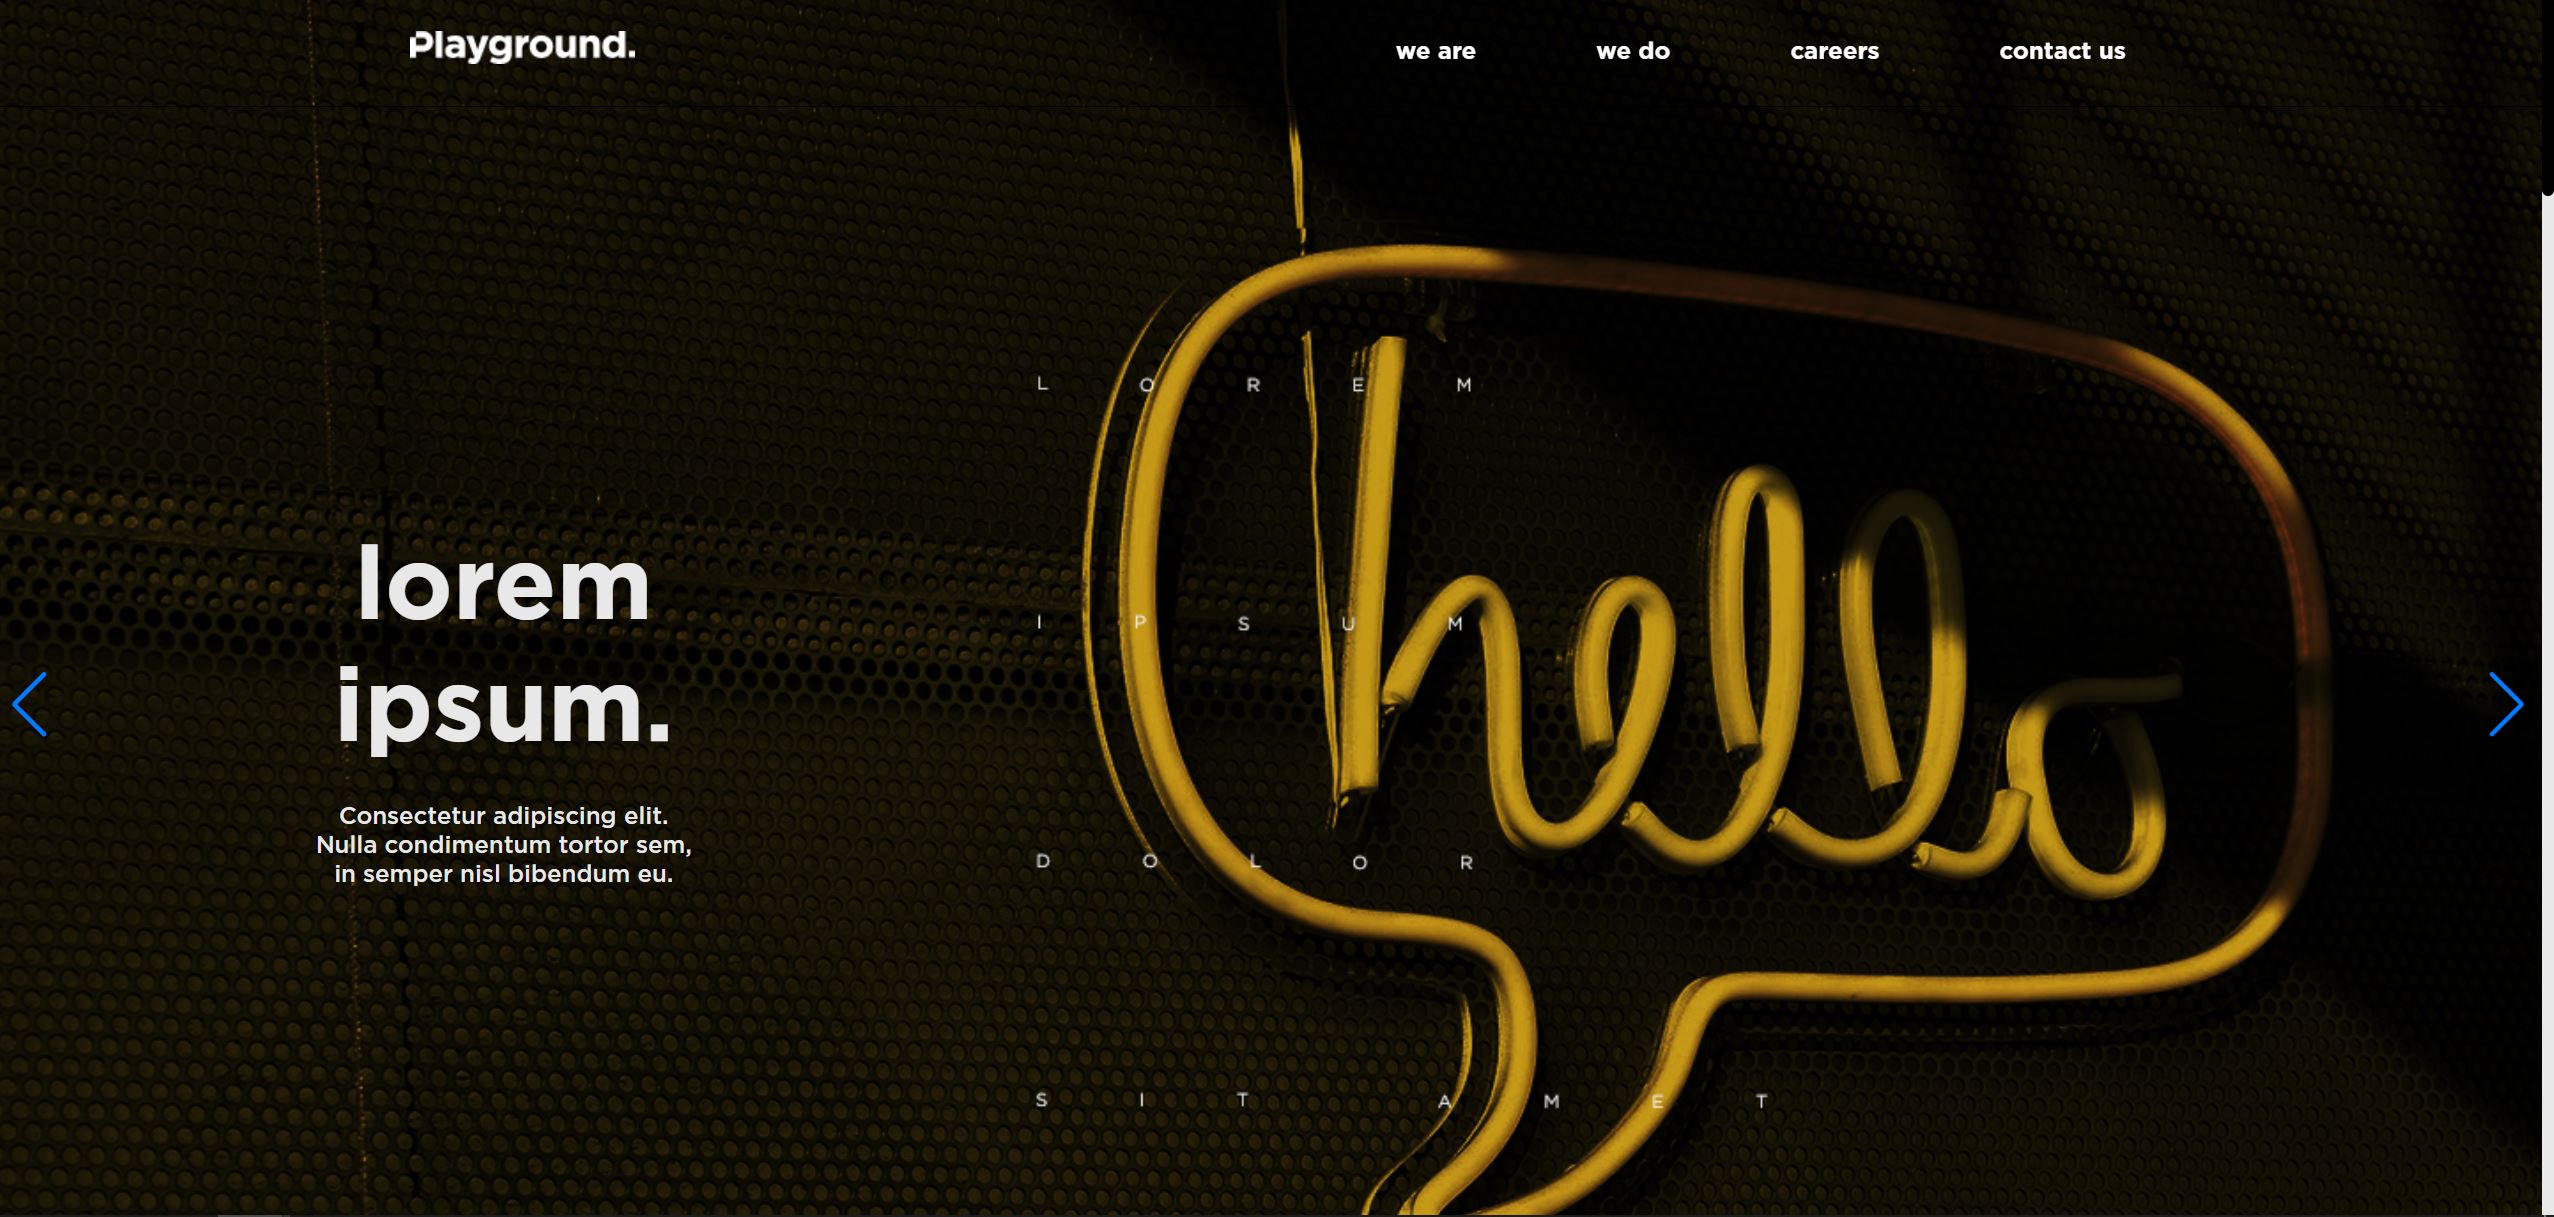 Playground.
we are
we do
careers
contact us
lorem
ipsum.
Consectetur adipiscing elit.
Nulla condimentum tortor sem,
in semper nisl bibendum eu.
L O R E M
I P S U M
D O L O R
S I T A M E T
hello